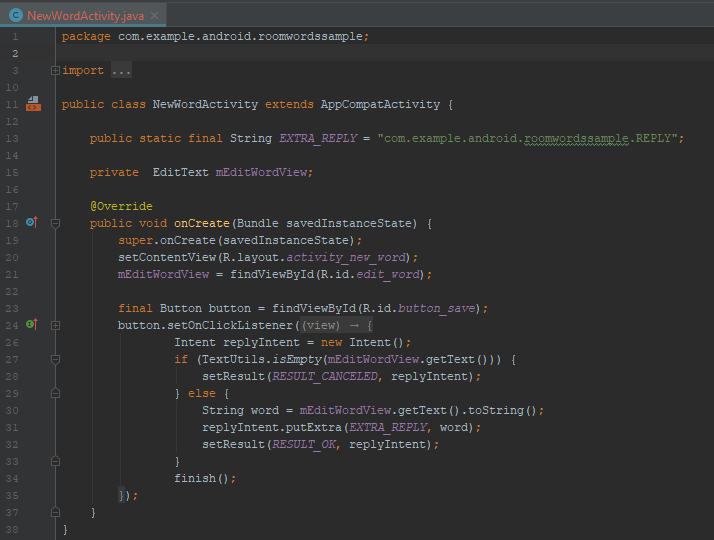 NewWordActivity.java
1 package com.example.android.roomwordssample;
2
3 import ...
10
11 public class NewWordActivity extends AppCompatActivity {
12
13 public static final String EXTRA_REPLY = "com.example.android.roomwordssample.REPLY";
14
15 private  EditText mEditWordView;
16
17 @Override
18 public void onCreate(Bundle savedInstanceState) {
19 super.onCreate(savedInstanceState);
20 setContentView(R.layout.activity_new_word);
21 mEditWordView = findViewById(R.id.edit_word);
22
23 final Button button = findViewById(R.id.button_save);
24 button.setOnClickListener((view) → {
26 Intent replyIntent = new Intent();
27 if (TextUtils.isEmpty(mEditWordView.getText())) {
28 setResult(RESULT_CANCELED, replyIntent);
29 } else {
30 String word = mEditWordView.getText().toString();
31 replyIntent.putExtra(EXTRA_REPLY, word);
32 setResult(RESULT_OK, replyIntent);
33 }
34 finish();
35 });
37 }
38 }